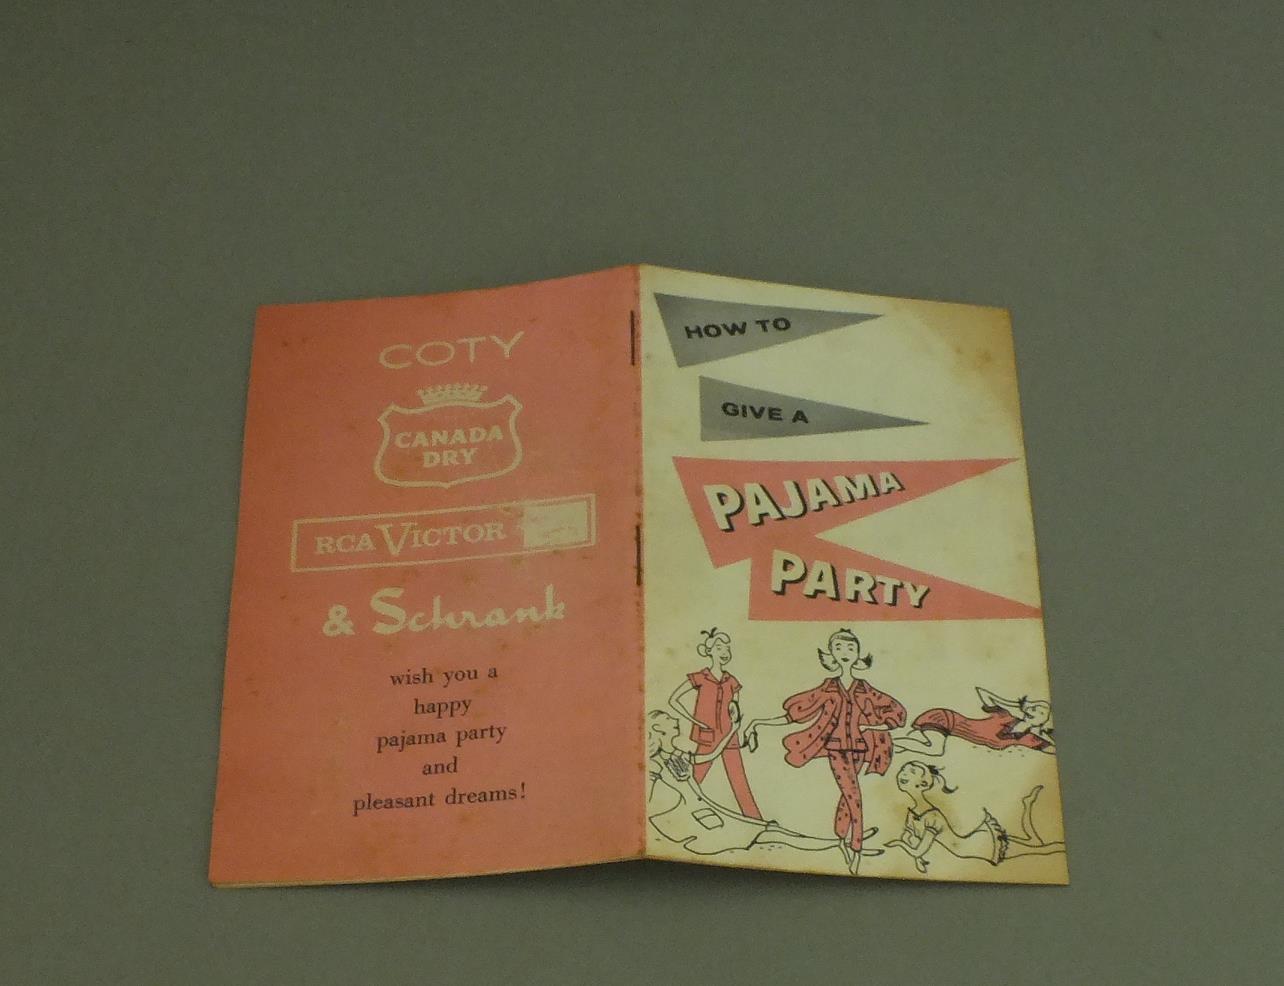 COTY
CANADA
DRY
RCA VICTOR
& Schrank
wish you a
happy
pajama party
and
pleasant dreams!
HOW TO
GIVE A
PAJAMA
PARTY